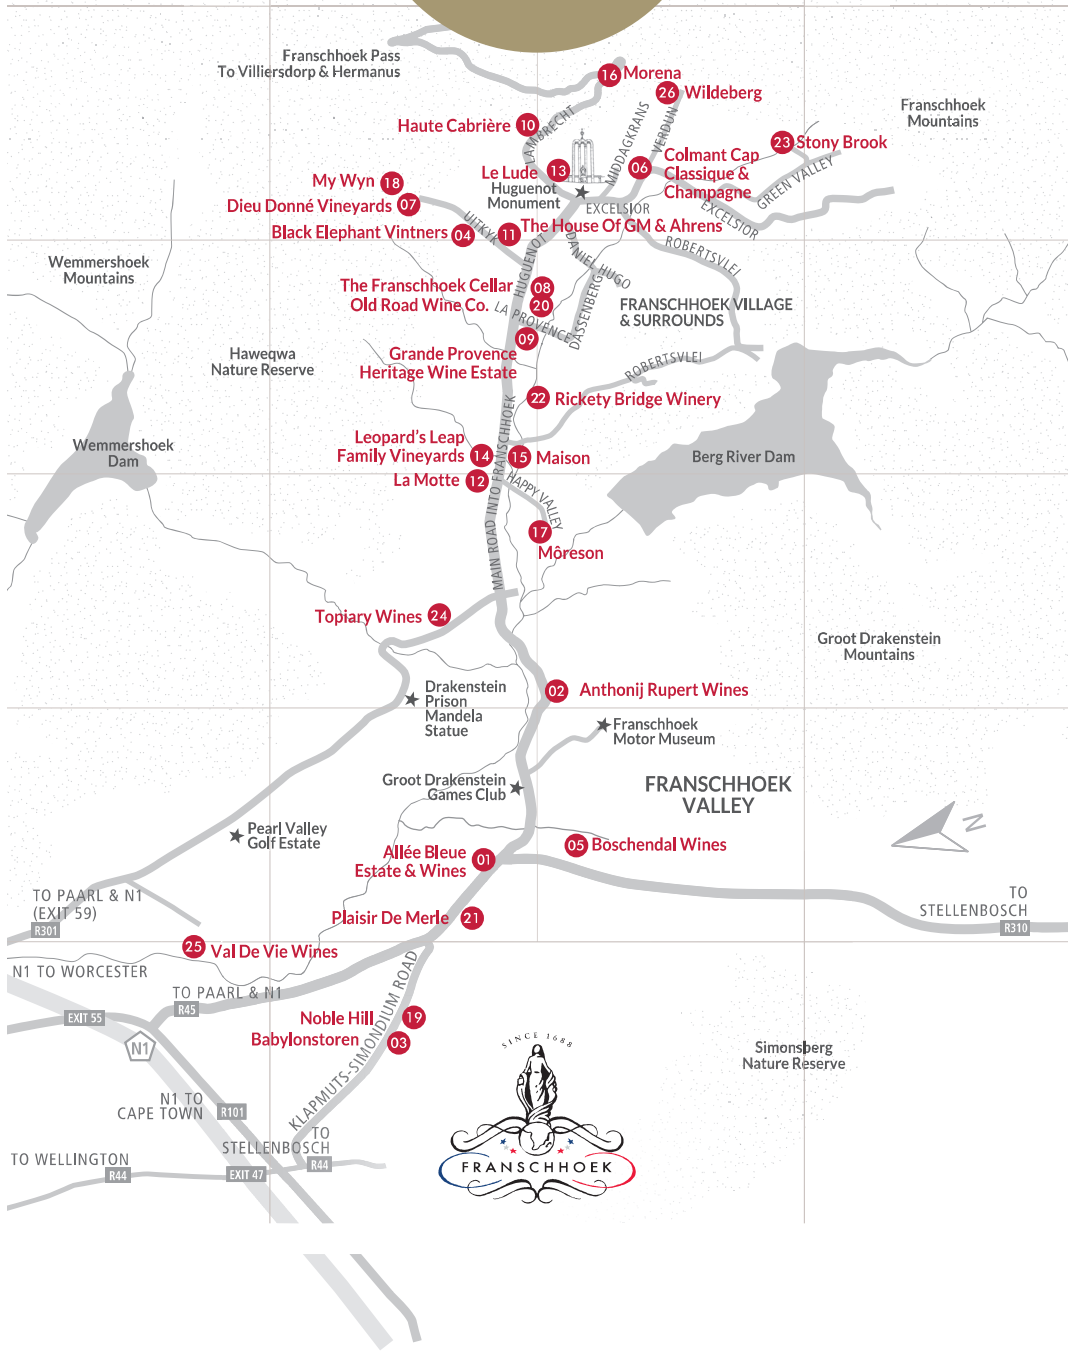 Franschhoek Pass
To Villiersdorp & Hermanus
16 Morena
26 Wildeberg
Franschhoek
Mountains
Haute Cabrière 10
LAMBRECHT
MIDDAGKRANS
VERDUN
23 Stony Brook
Le Lude 13
Huguenot
Monument
06 Colmant Cap
Classique &
Champagne
GREEN VALLEY
My Wyn 18
Dieu Donné Vineyards 07
EXCELSIOR
EXCELSIOR
Black Elephant Vintners 04
UITKYK
11 The House Of GM & Ahrens
HUGUENOT
DANIEL HUGO
ROBERTSVLEI
Wemmershoek
Mountains
The Franschhoek Cellar 08
Old Road Wine Co. 20
LA PROVENCE
DASSENBERG
FRANSCHHOEK VILLAGE
& SURROUNDS
09
Grande Provence
Heritage Wine Estate
Haweqwa
Nature Reserve
ROBERTSVLEI
22 Rickety Bridge Winery
MAIN ROAD INTO FRANSCHHOEK
Leopard's Leap
Family Vineyards 14
15 Maison
Wemmershoek
Dam
Berg River Dam
La Motte 12
HAPPY VALLEY
17
Môreson
Topiary Wines 24
Groot Drakenstein
Mountains
Drakenstein
Prison
Mandela
Statue
02 Anthonij Rupert Wines
Franschhoek
Motor Museum
Groot Drakenstein
Games Club
FRANSCHHOEK
VALLEY
N
Pearl Valley
Golf Estate
05 Boschendal Wines
Allée Bleue
Estate & Wines 01
TO PAARL & N1
(EXIT 59)
R301
TO
STELLENBOSCH
R310
Plaisir De Merle 21
25 Val De Vie Wines
N1 TO WORCESTER
TO PAARL & N1
R45
EXIT 55
N1
KLAPMUTS-SIMONDIUM ROAD
Noble Hill 19
Babylonstoren 03
SINCE 1688
Simonsberg
Nature Reserve
N1 TO
CAPE TOWN R101
TO
STELLENBOSCH
R44
TO WELLINGTON
R44
EXIT 47
FRANSCHHOEK